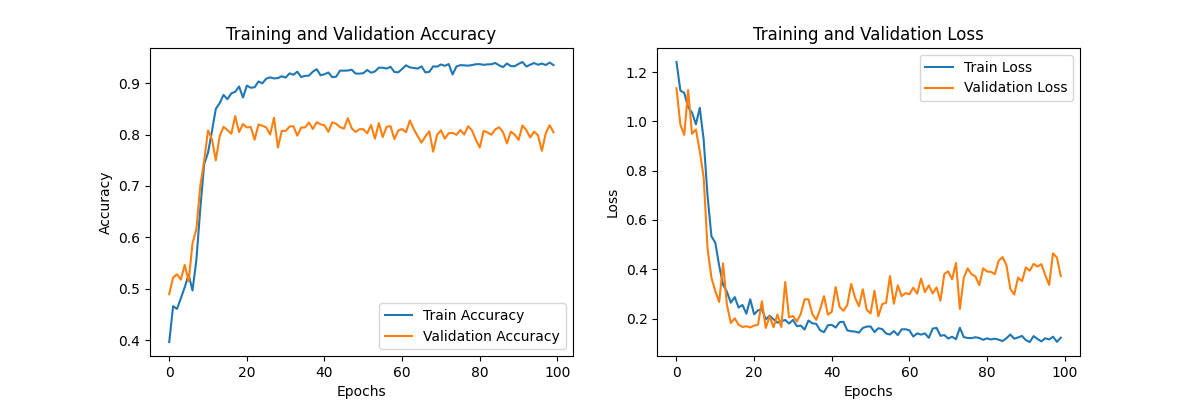 Training and Validation Accuracy
Accuracy
0.9
0.8
0.7
0.6
0.5
0.4
0 20 40 60 80 100
Epochs
Train Accuracy
Validation Accuracy
Training and Validation Loss
Loss
1.2
1.0
0.8
0.6
0.4
0.2
0 20 40 60 80 100
Epochs
Train Loss
Validation Loss